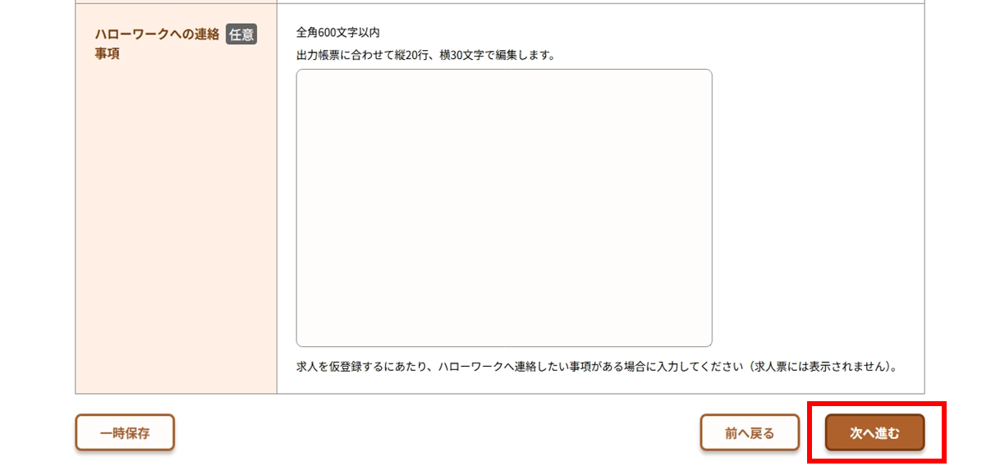 ハローワークへの連絡 任意
事項
全角600文字以内
出力帳票に合わせて縦20行、横30文字で編集します。
求人を仮登録するにあたり、ハローワークへ連絡したい事項がある場合に入力してください（求人票には表示されません）。
一時保存
前へ戻る
次へ進む